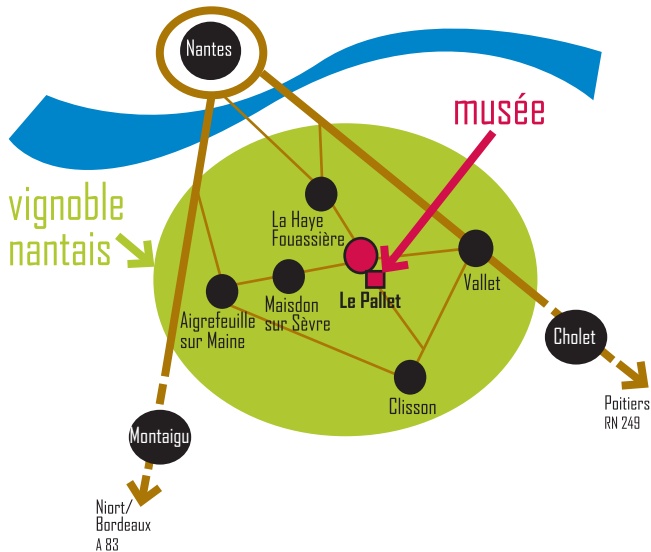 Nantes
musée
vignoble
nantais
La Haye
Fouassière
Vallet
Le Pallet
Maisdon
sur Sèvre
Aigrefeuille
sur Maine
Cholet
Clisson
Poitiers
RN 249
Montaigu
Niort/
Bordeaux
A 83